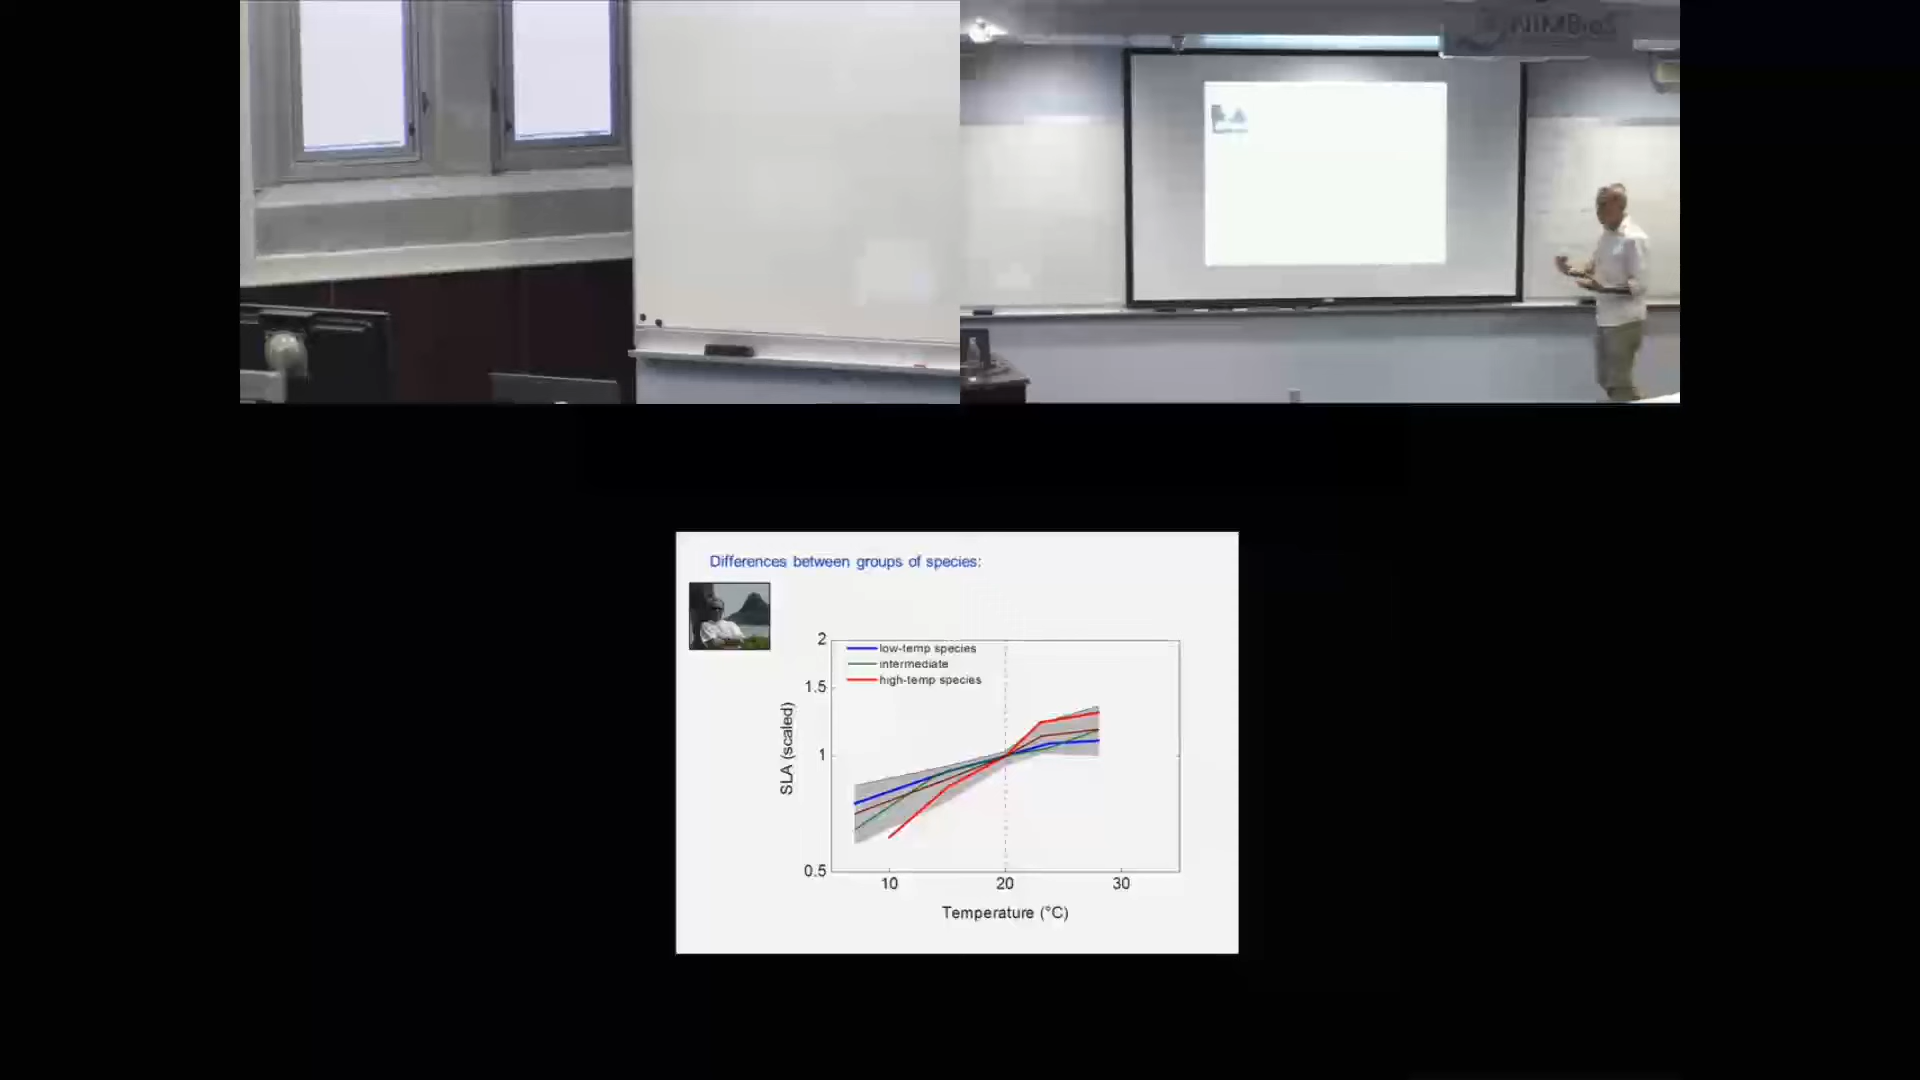 NIMBioS
Differences between groups of species:
2
low-temp species
intermediate
high-temp species
1.5
SLA (scaled)
1
0.5
10 20 30
Temperature (°C)